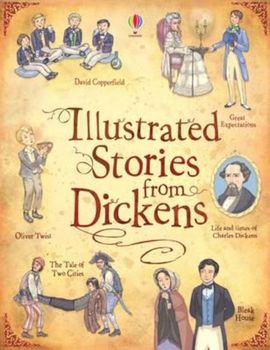 David Copperfield
Great
Expectations
Illustrated
Stories
from
Dickens
Oliver Twist
Life and times of
Charles Dickens
The Tale of
Two Cities
Bleak
House